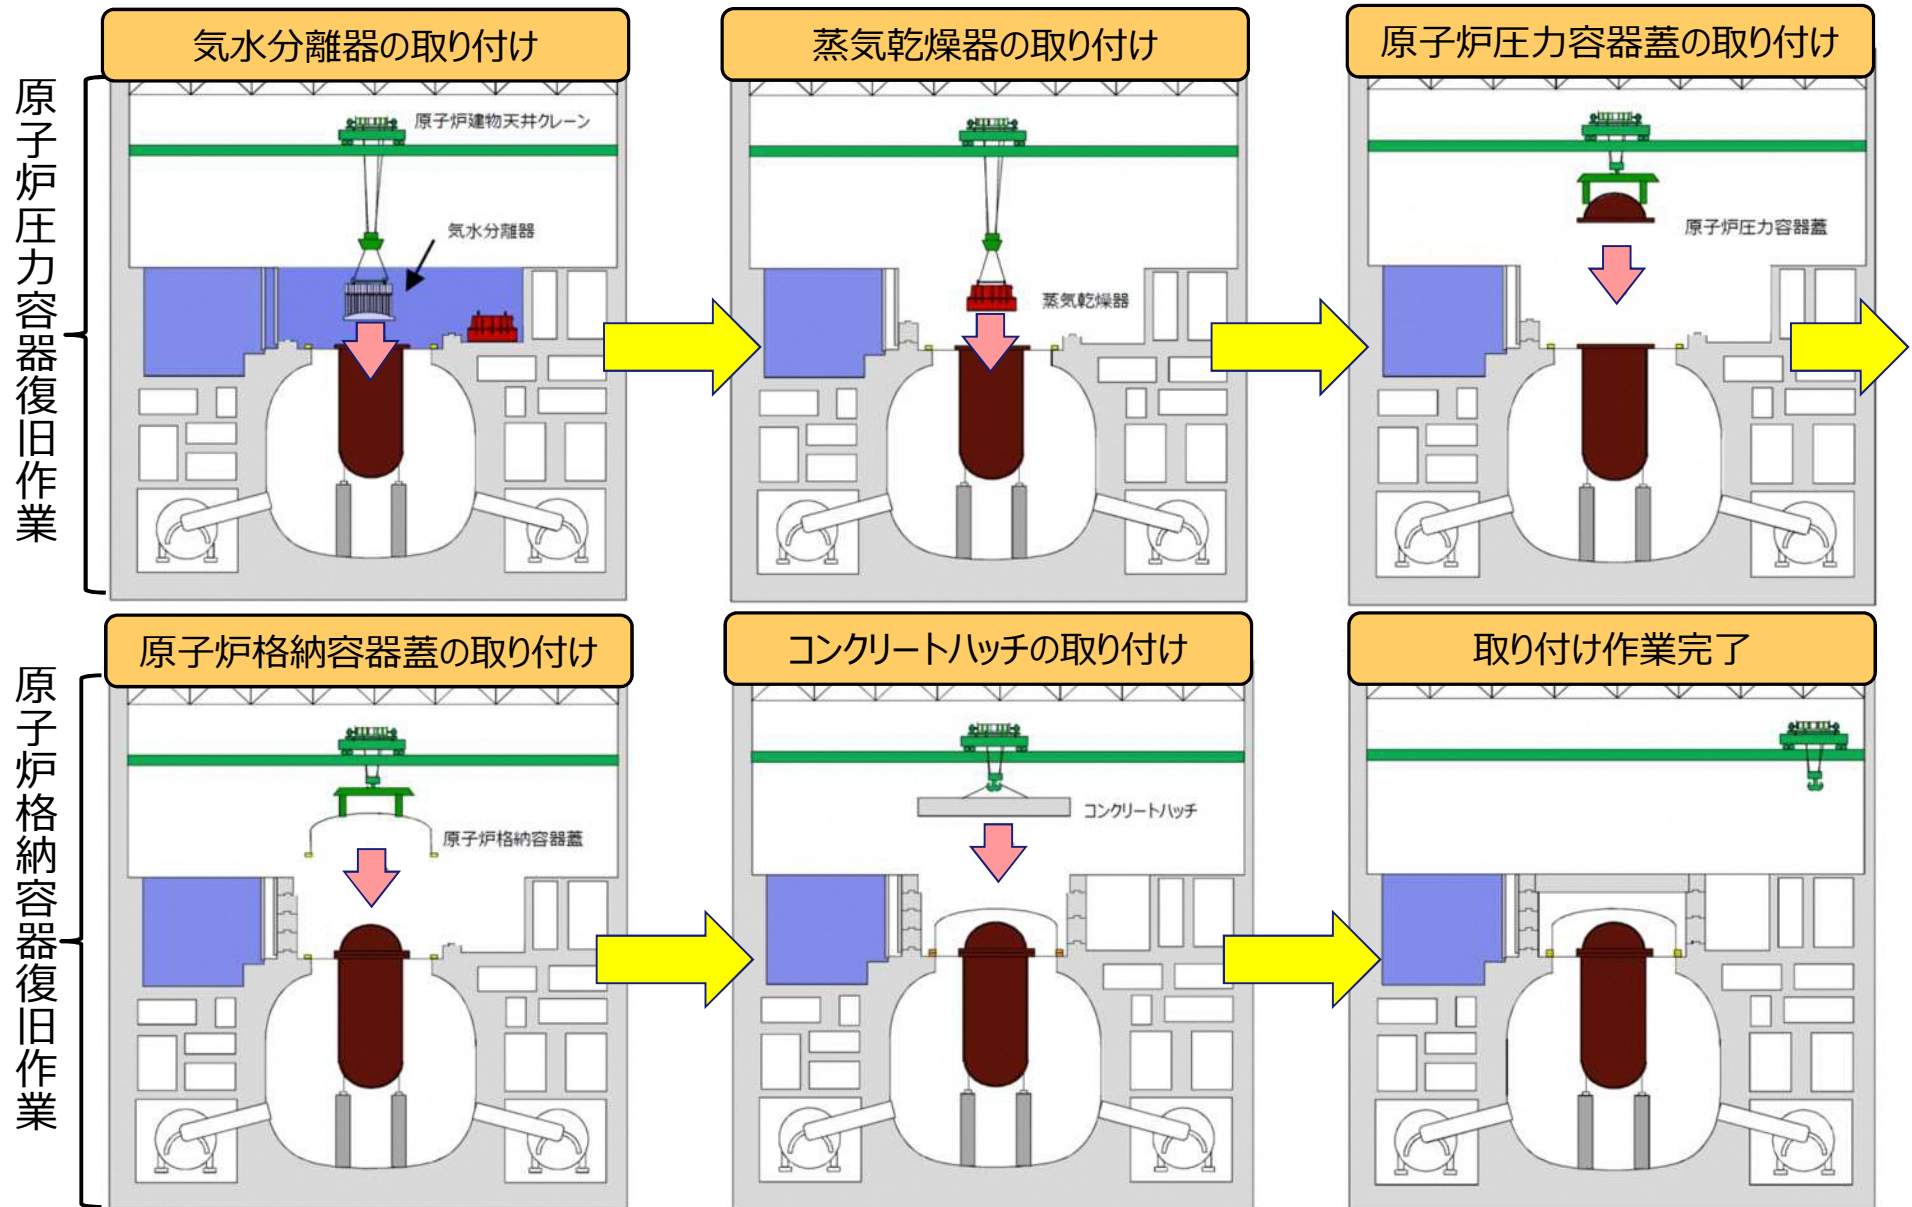 原子炉圧力容器復旧作業
気水分離器の取り付け
原子炉建物天井クレーン
気水分離器
蒸気乾燥器の取り付け
蒸気乾燥器
原子炉圧力容器蓋の取り付け
原子炉圧力容器蓋
原子炉格納容器復旧作業
原子炉格納容器蓋の取り付け
原子炉格納容器蓋
コンクリートハッチの取り付け
コンクリートハッチ
取り付け作業完了